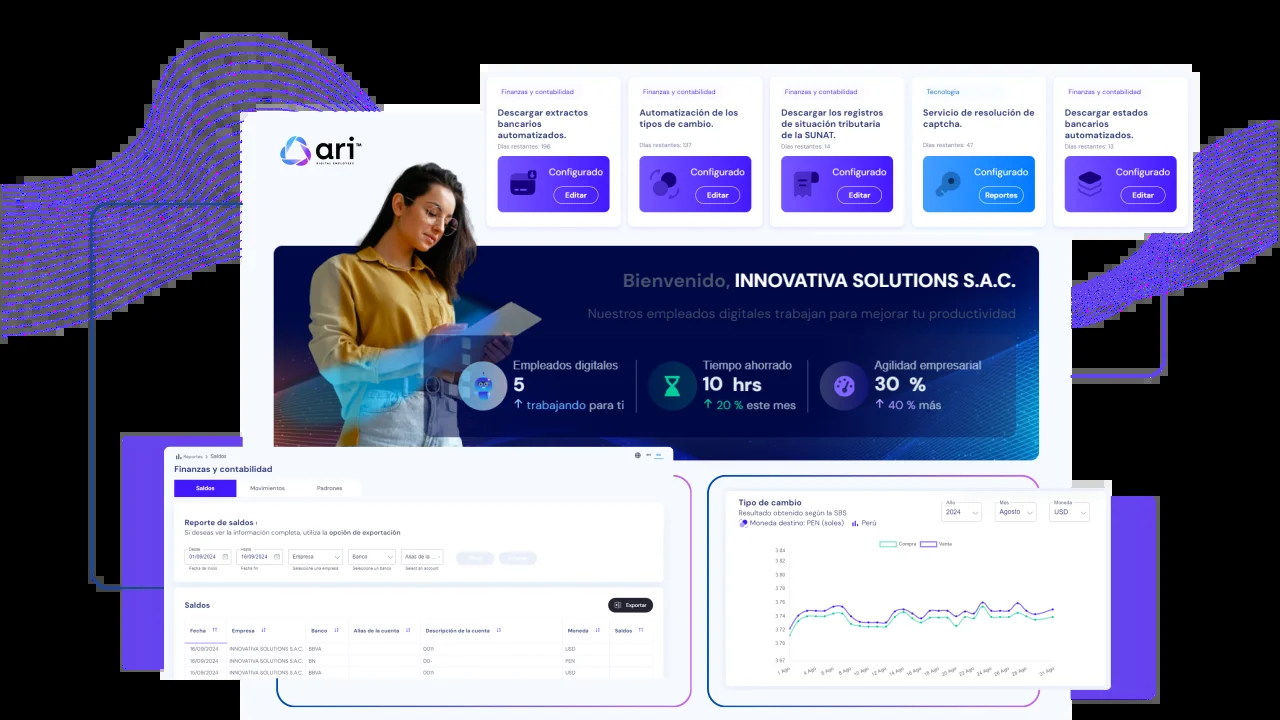 Finanzas y contabilidad
Descargar extractos
bancarios
automatizados.
Días restantes: 196
Configurado
Editar
Finanzas y contabilidad
Automatización de los
tipos de cambio.
Días restantes: 137
Configurado
Editar
Finanzas y contabilidad
Descargar los registros
de situación tributaria
de la SUNAT.
Días restantes: 14
Configurado
Editar
Tecnología
Servicio de resolución de
captcha.
Días restantes: 47
Configurado
Reportes
Finanzas y contabilidad
Descargar estados
bancarios
automatizados.
Días restantes: 13
Configurado
Editar
ari™
DIGITAL EMPLOYEES
Bienvenido, INNOVATIVA SOLUTIONS S.A.C.
Nuestros empleados digitales trabajan para mejorar tu productividad
Empleados digitales
5
↑ trabajando para ti
Tiempo ahorrado
10 hrs
↑ 20 % este mes
Agilidad empresarial
30 %
↑ 40 % más
Reportes > Saldos
Finanzas y contabilidad
Saldos Movimientos Padrones
Reporte de saldos
Si deseas ver la información completa, utiliza la opción de exportación
Desde Hasta
01/09/2024 16/09/2024 Empresa Banco Alias de la ...
Fecha de inicio Fecha fin Seleccione una empresa Seleccione un banco Select an account
Saldos
Exportar
Fecha Empresa Banco Alias de la cuenta Descripción de la cuenta Moneda Saldos
16/09/2024 INNOVATIVA SOLUTIONS S.A.C. BBVA 0011 USD
16/09/2024 INNOVATIVA SOLUTIONS S.A.C. BN 00- PEN
15/09/2024 INNOVATIVA SOLUTIONS S.A.C. BBVA 0011 USD
Tipo de cambio
Resultado obtenido según la SBS
Moneda destino: PEN (soles) Perú
Año
2024
Mes
Agosto
Moneda
USD
Compra Venta
3.84
3.82
3.80
3.78
3.76
3.74
3.72
3.70
3.67
1 Ago 4 Ago 6 Ago 8 Ago 10 Ago 12 Ago 14 Ago 16 Ago 18 Ago 20 Ago 22 Ago 24 Ago 26 Ago 28 Ago 31 Ago